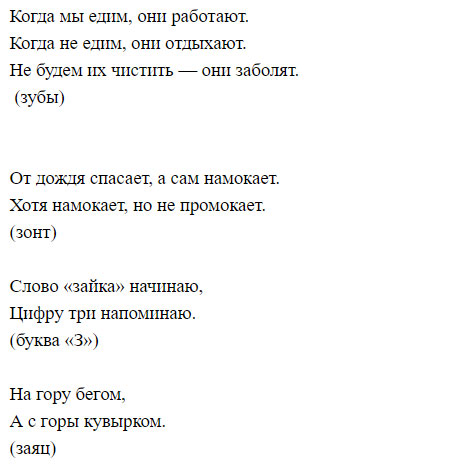 Когда мы едим, они работают.
Когда не едим, они отдыхают.
Не будем их чистить — они заболят.
(зубы)
От дождя спасает, а сам намокает.
Хотя намокает, но не промокает.
(зонт)
Слово «зайка» начинаю,
Цифру три напоминаю.
(буква «З»)
На гору бегом,
А с горы кувырком.
(заяц)